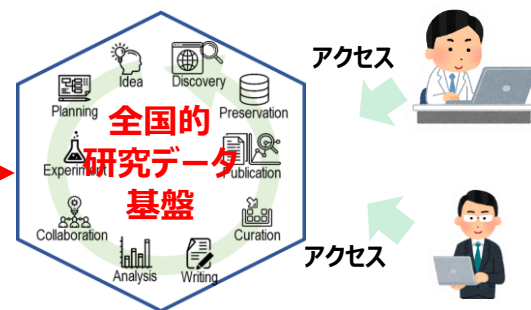 Idea
Discovery
アクセス
Planning
Preservation
全国的
研究データ
基盤
Experiment
Publication
Collaboration
Curation
Analysis
Writing
アクセス